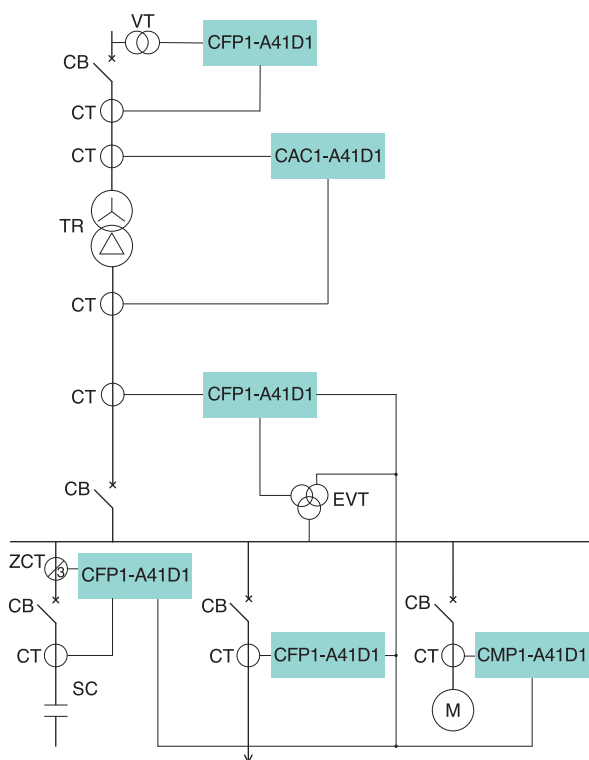 VT
CFP1-A41D1
CB
CT
CT
CAC1-A41D1
TR
CT
CT
CFP1-A41D1
CB
EVT
ZCT
3
CFP1-A41D1
CB
CB
CB
CT
CT
CFP1-A41D1
CT
CMP1-A41D1
SC
M